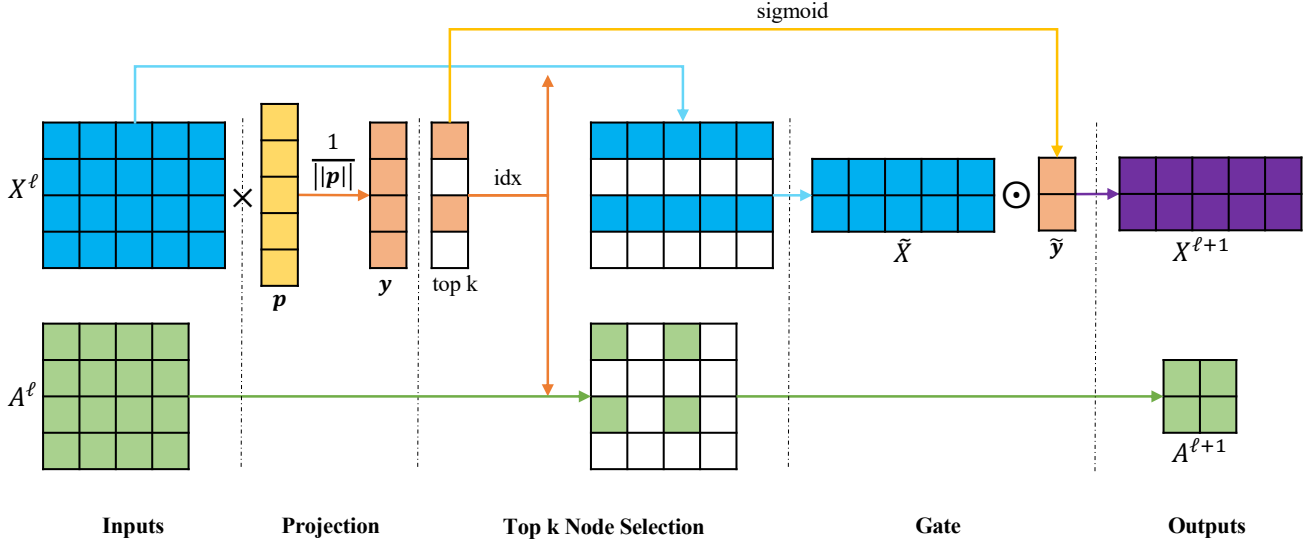 sigmoid
X^ℓ
×
1
||p||
idx
⊙
p
y
top k
X̃
ỹ
X^{ℓ+1}
A^ℓ
A^{ℓ+1}
Inputs
Projection
Top k Node Selection
Gate
Outputs